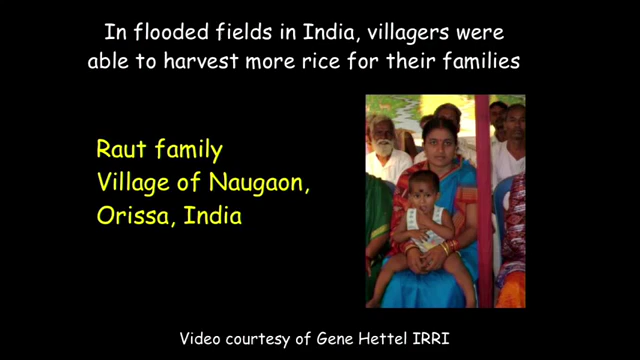 In flooded fields in India, villagers were
able to harvest more rice for their families
Raut family
Village of Naugaon,
Orissa, India
Video courtesy of Gene Hettel IRRI